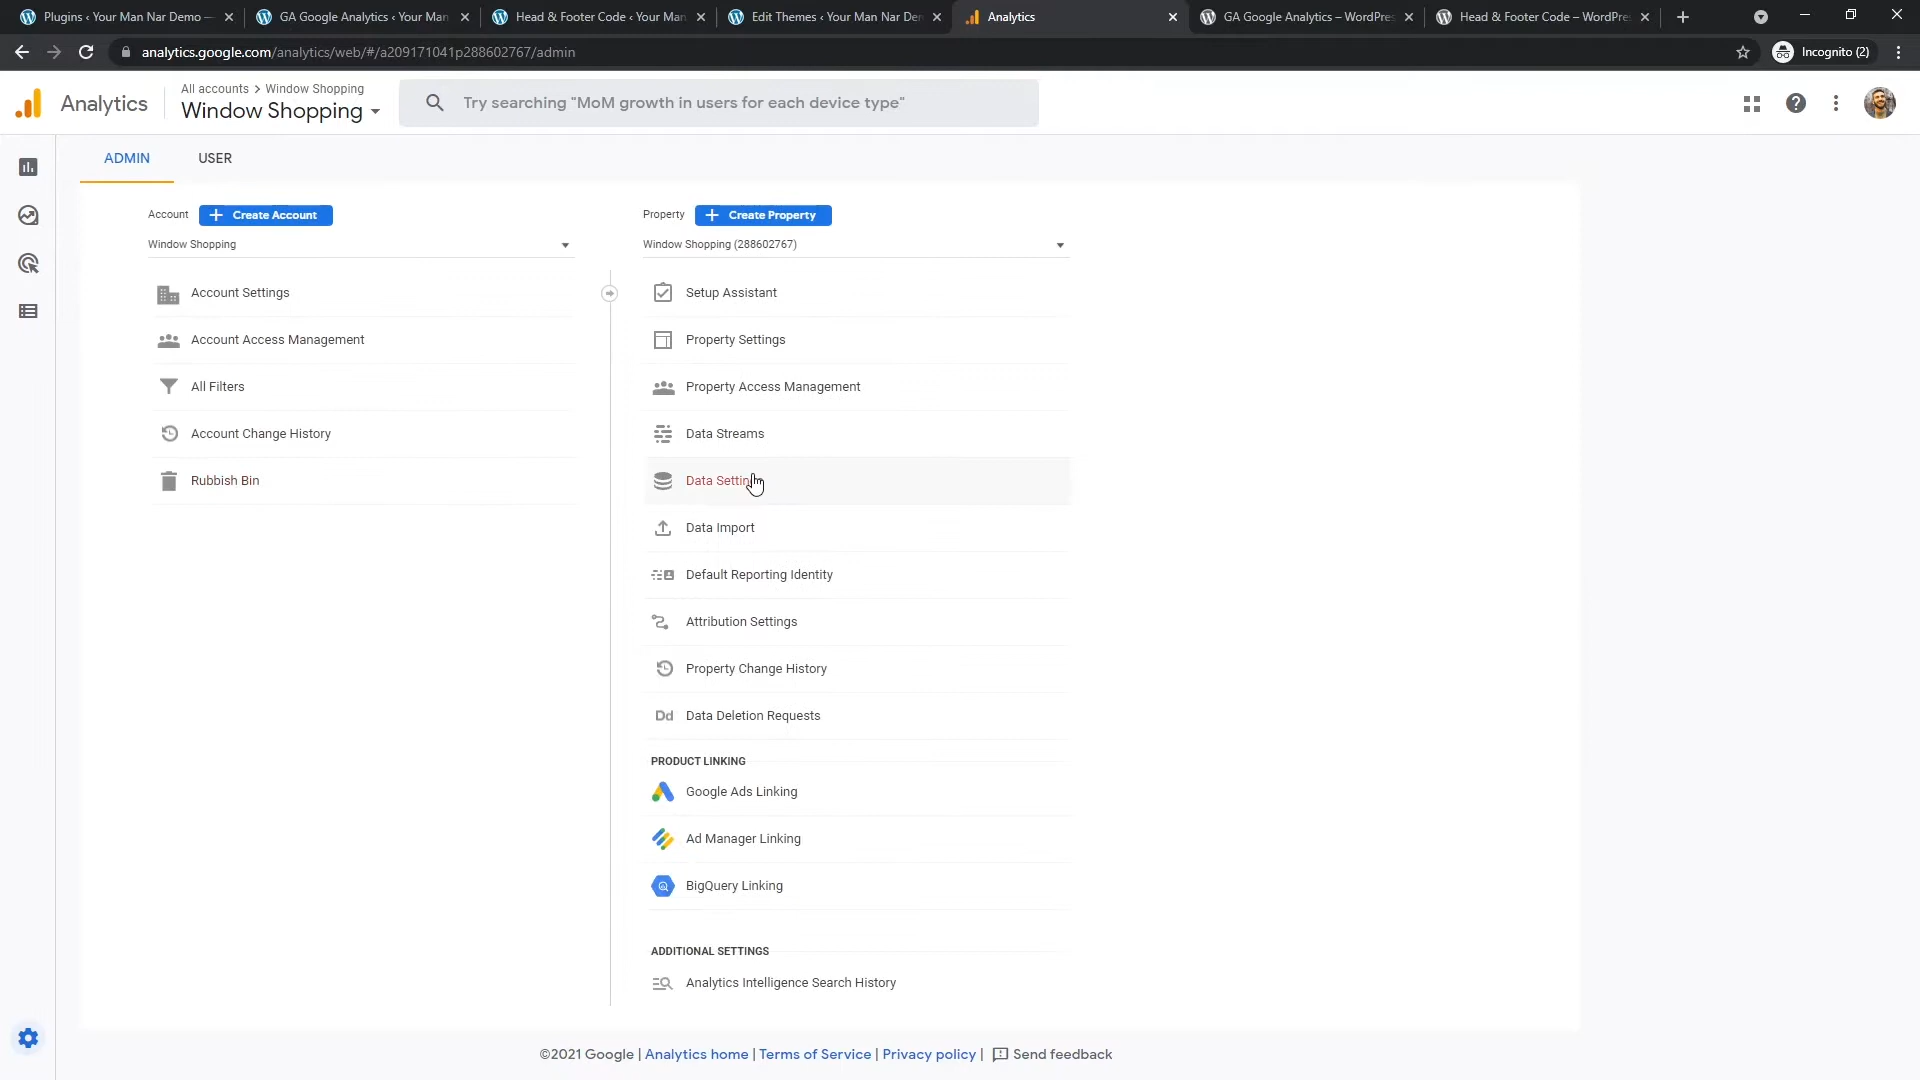 Plugins ‹ Your Man Nar Demo —
GA Google Analytics ‹ Your Man
Head & Footer Code ‹ Your Man
Edit Themes ‹ Your Man Nar De
Analytics
GA Google Analytics – WordPres
Head & Footer Code – WordPre
analytics.google.com/analytics/web/#/a209171041p288602767/admin
Incognito (2)
Analytics
All accounts > Window Shopping
Window Shopping
Try searching "MoM growth in users for each device type"
ADMIN
USER
Account
Create Account
Window Shopping
Account Settings
Account Access Management
All Filters
Account Change History
Rubbish Bin
Property
Create Property
Window Shopping (288602767)
Setup Assistant
Property Settings
Property Access Management
Data Streams
Data Settin
Data Import
Default Reporting Identity
Attribution Settings
Property Change History
Dd Data Deletion Requests
PRODUCT LINKING
Google Ads Linking
Ad Manager Linking
BigQuery Linking
ADDITIONAL SETTINGS
Analytics Intelligence Search History
©2021 Google | Analytics home | Terms of Service | Privacy policy | Send feedback